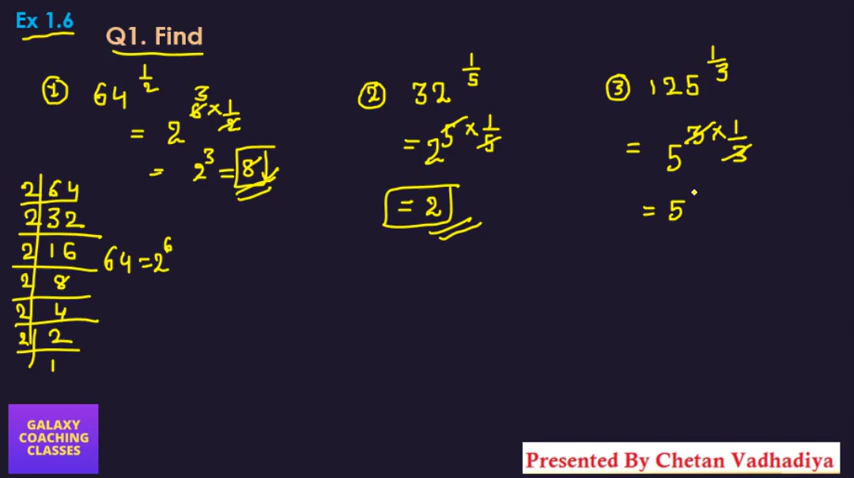 Ex 1.6
Q1. Find
① 64^(1/2)
= 2^(6×1/2) 3
= 2^3 = 8
2 | 64
2 | 32
2 | 16
2 | 8
2 | 4
2 | 2
1
64 = 2^6
② 32^(1/5)
= 2^(5×1/5)
= 2
③ 125^(1/3)
= 5^(3×1/3)
= 5
GALAXY
COACHING
CLASSES
Presented By Chetan Vadhadiya